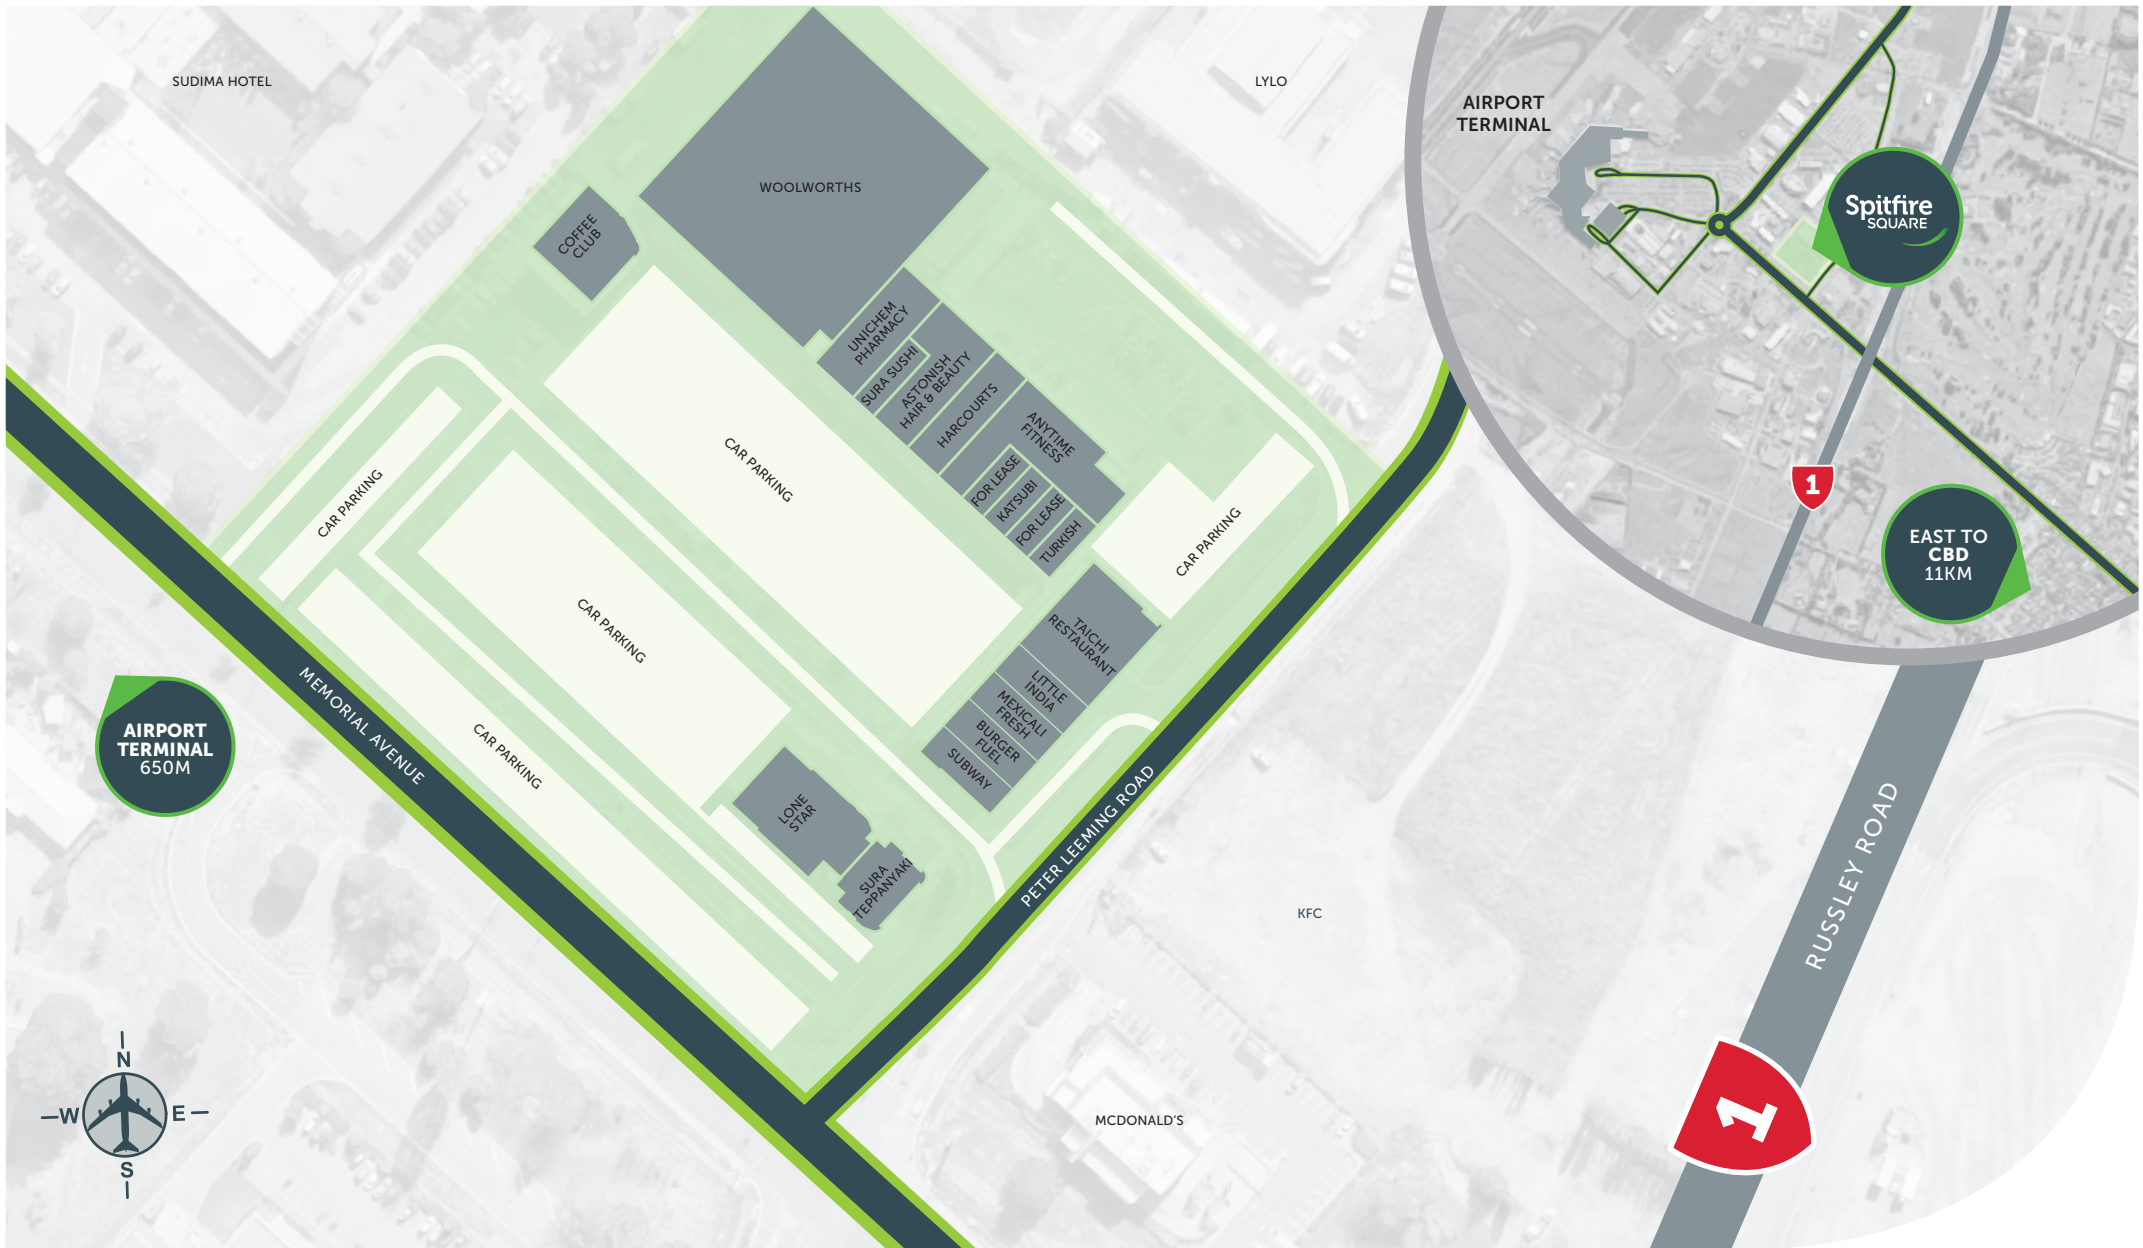 SUDIMA HOTEL
LYLO
AIRPORT
TERMINAL
WOOLWORTHS
COFFEE
CLUB
Spitfire
SQUARE
UNICHEM
PHARMACY
SURA SUSHI
ASTONISH
HAIR & BEAUTY
HARCOURTS
ANYTIME
FITNESS
FOR LEASE
KATSUBI
FOR LEASE
TURKISH
CAR PARKING
CAR PARKING
CAR PARKING
CAR PARKING
CAR PARKING
1
EAST TO
CBD
11KM
TAICHI
RESTAURANT
LITTLE
INDIA
MEXICALI
FRESH
BURGER
FUEL
SUBWAY
MEMORIAL AVENUE
AIRPORT
TERMINAL
650M
LONE
STAR
SURA
TEPPANYAKI
PETER LEEMING ROAD
RUSSLEY ROAD
KFC
MCDONALD'S
1
N
W
E
S